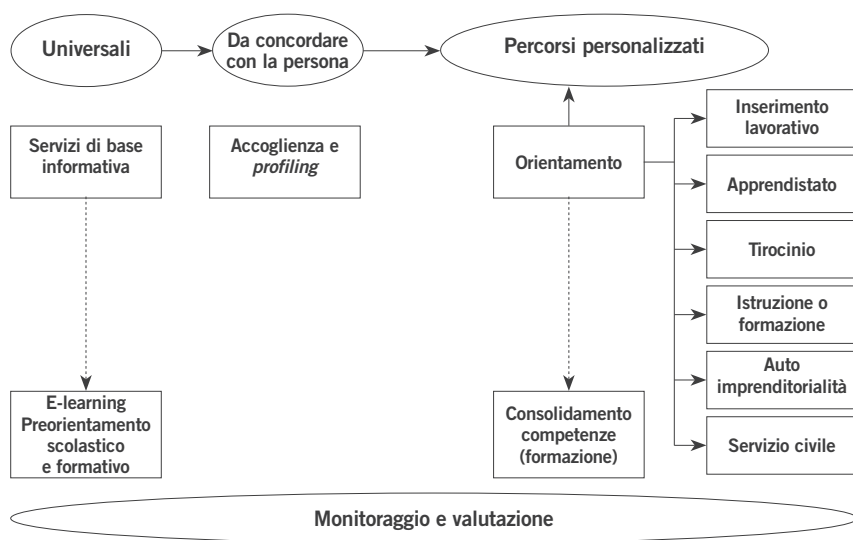 Universali
Da concordare
con la persona
Percorsi personalizzati
Servizi di base
informativa
Accoglienza e
profiling
Orientamento
Inserimento
lavorativo
Apprendistato
Tirocinio
Istruzione o
formazione
Auto
imprenditorialità
Servizio civile
E-learning
Preorientamento
scolastico
e formativo
Consolidamento
competenze
(formazione)
Monitoraggio e valutazione